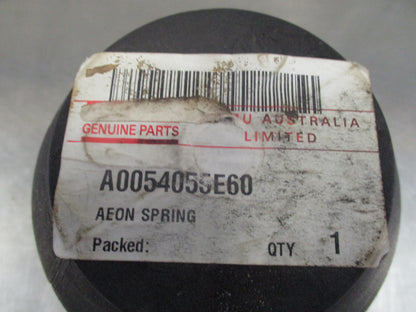 GENUINE PARTS
U AUSTRALIA
LIMITED
A0054055E60
AEON SPRING
Packed: QTY 1